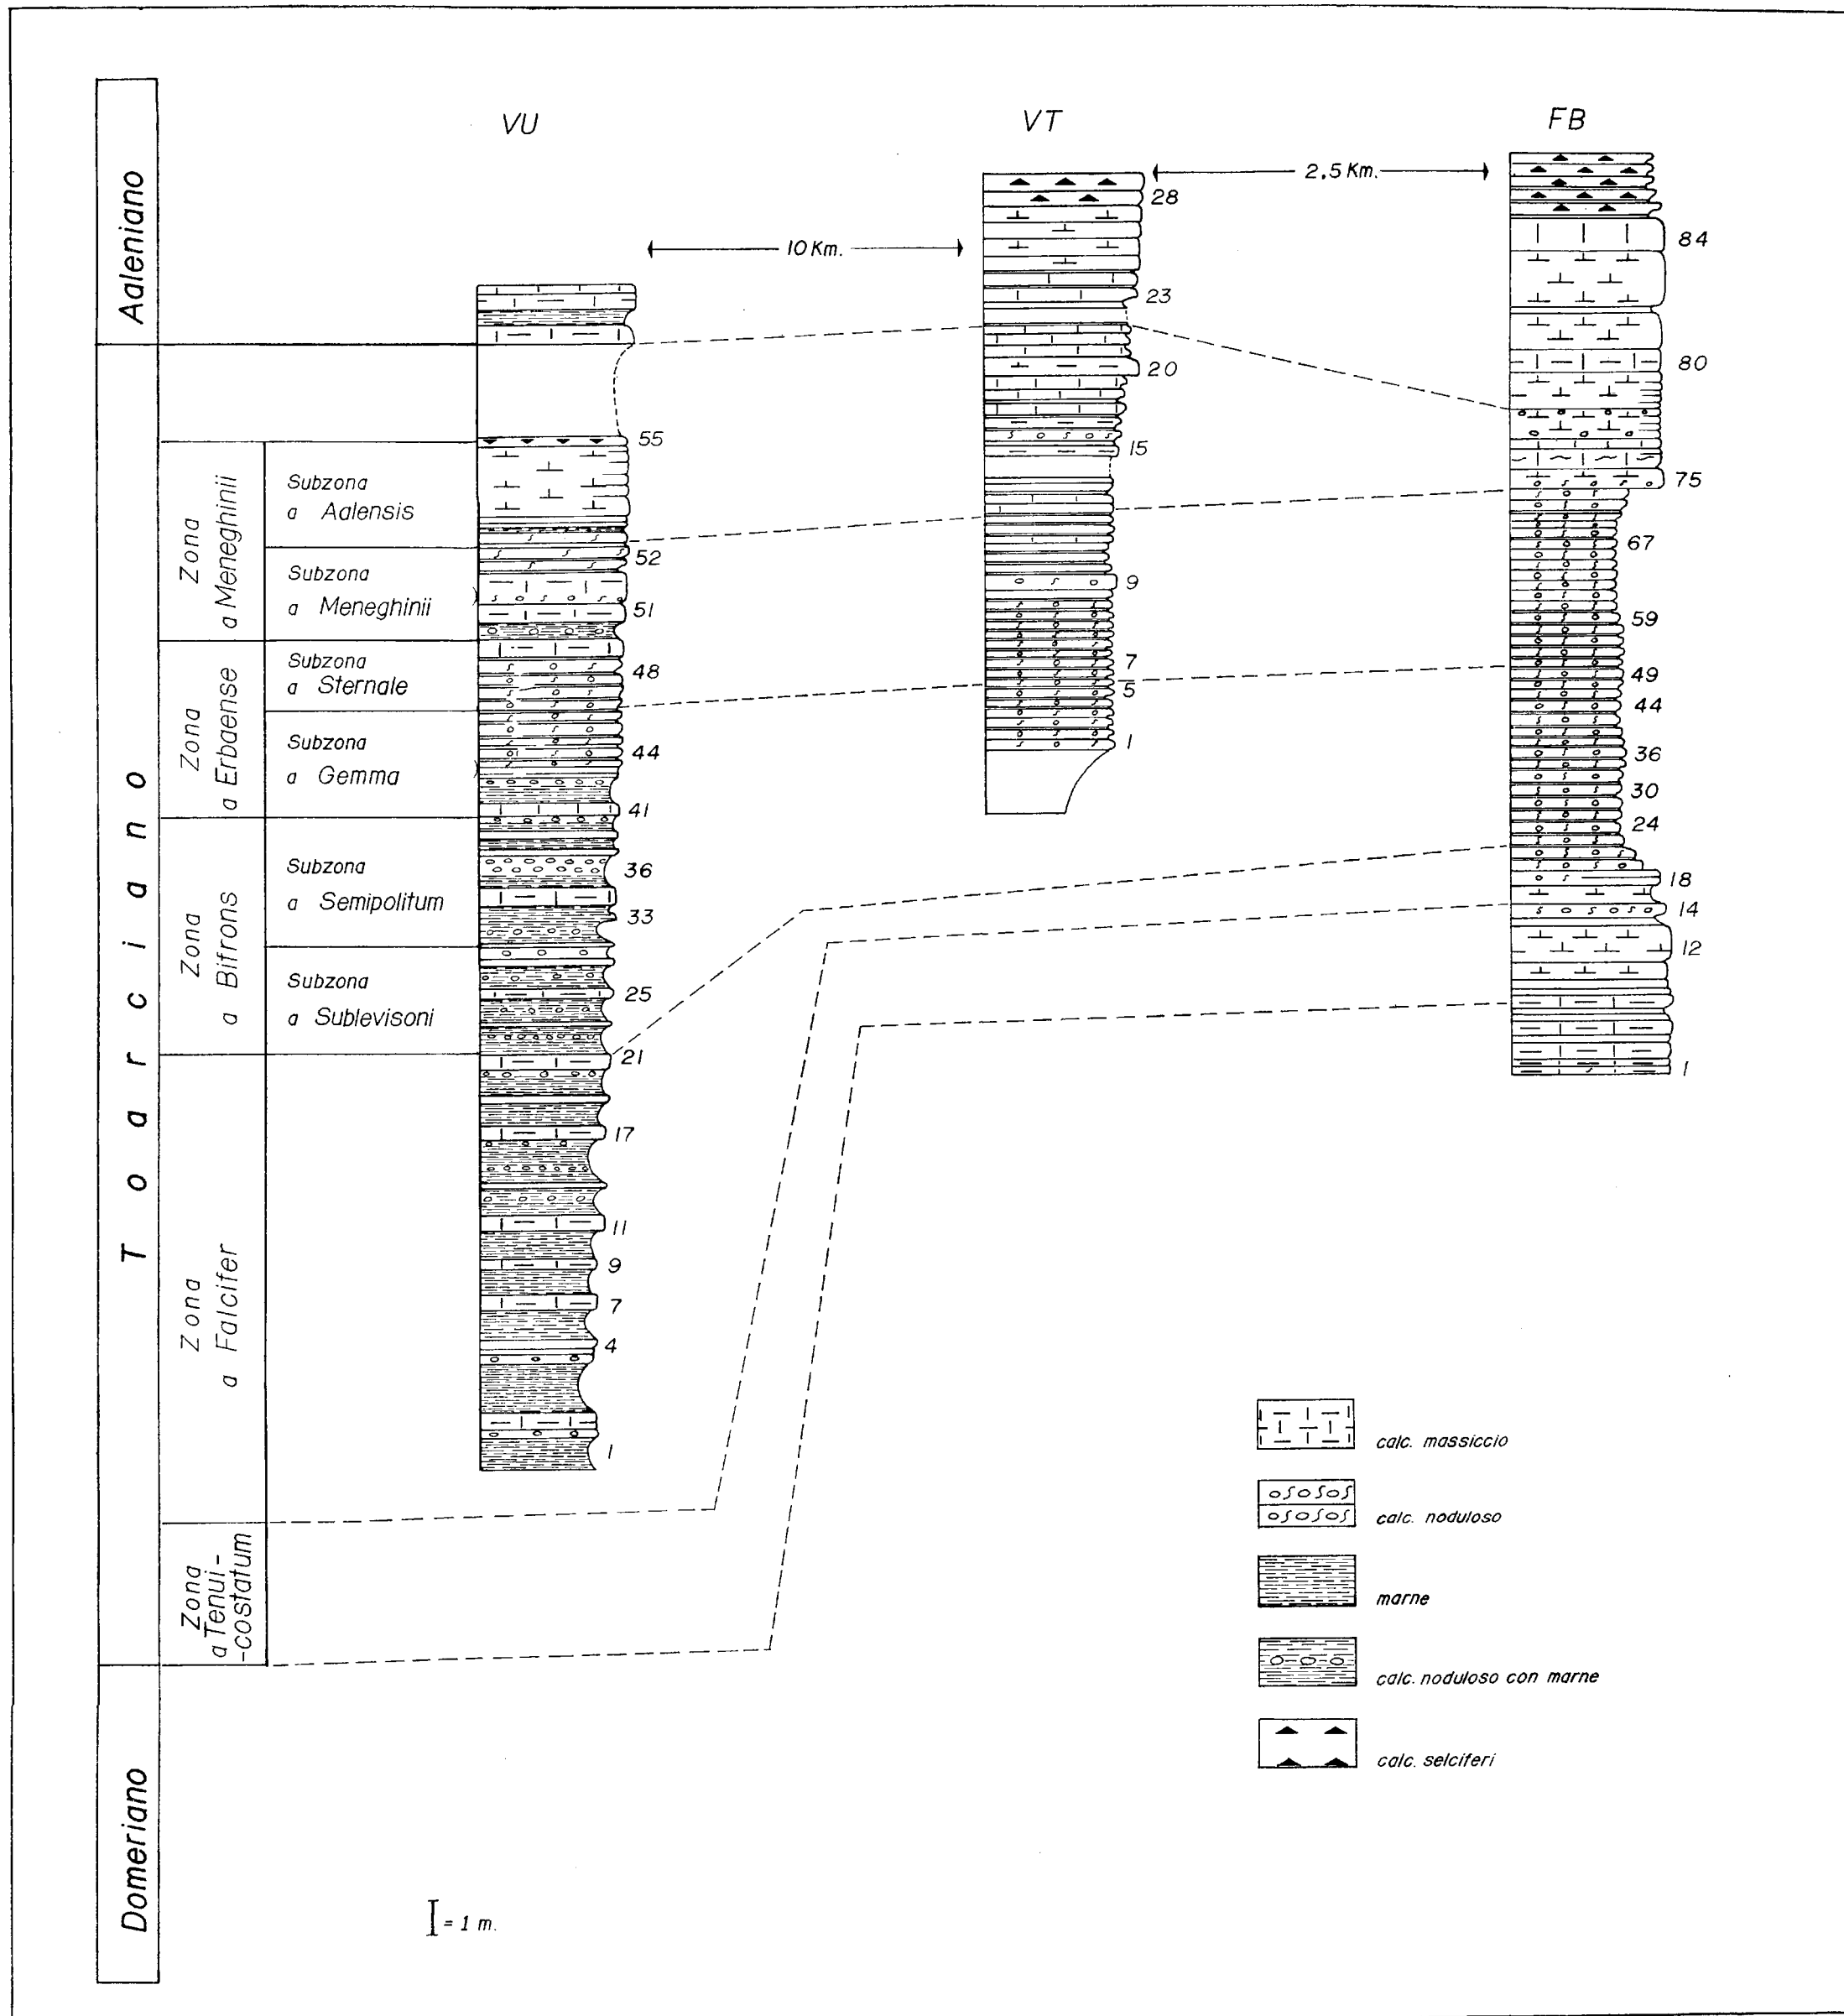 VU
VT
FB
2,5 Km.
10 Km.
Aaleniano
Toarciano
Domeriano
Zona
a Meneghinii
Subzona
a Aalensis
Subzona
a Meneghinii
Zona
a Erbaense
Subzona
a Sternale
Subzona
a Gemma
Zona
a Bifrons
Subzona
a Semipolitum
Subzona
a Sublevisoni
Zona
a Falcifer
Zona
a Tenui-
-costatum
55
52
51
48
44
41
36
33
25
21
17
11
9
7
4
1
28
23
20
15
9
7
5
1
84
80
75
67
59
49
44
36
30
24
18
14
12
1
calc. massiccio
calc. noduloso
marne
calc. noduloso con marne
calc. selciferi
= 1 m.